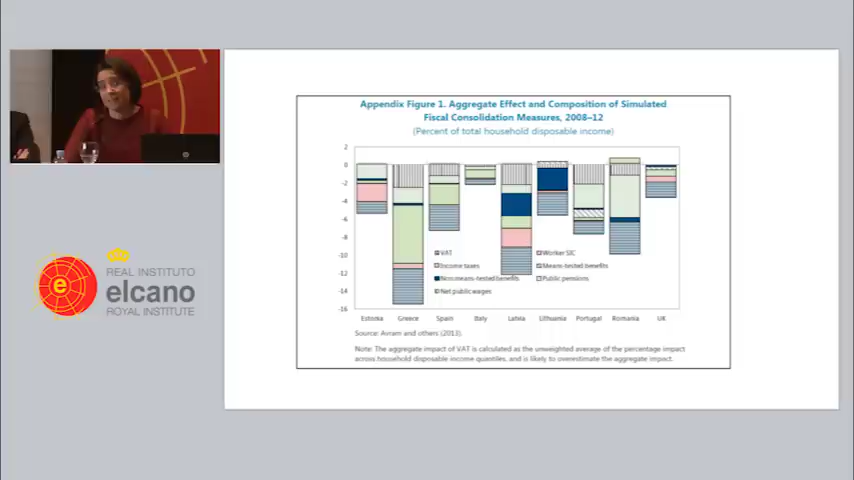 Appendix Figure 1. Aggregate Effect and Composition of Simulated
Fiscal Consolidation Measures, 2008–12
(Percent of total household disposable income)
2
0
-2
-4
-6
-8
-10
-12
-14
-16
VAT
Worker SIC
Income taxes
Means-tested benefits
Non means-tested benefits
Public pensions
Net public wages
Estonia Greece Spain Italy Latvia Lithuania Portugal Romania UK
Source: Avram and others (2013).
Note: The aggregate impact of VAT is calculated as the unweighted average of the percentage impact
across household disposable income quantiles, and is likely to overestimate the aggregate impact.
e
REAL INSTITUTO
elcano
ROYAL INSTITUTE